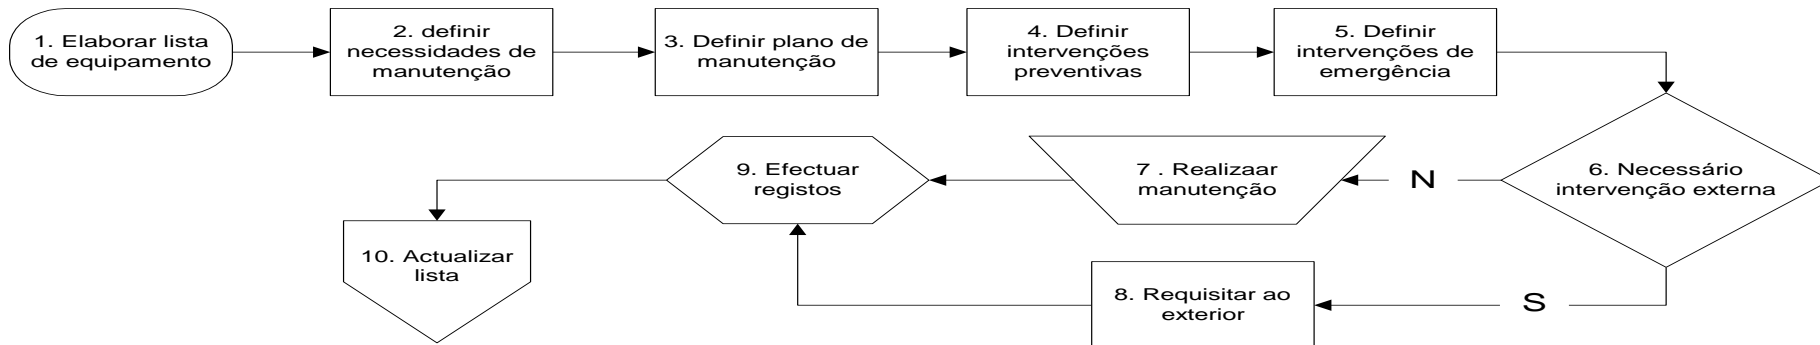 1. Elaborar lista
de equipamento
2. definir
necessidades de
manutenção
3. Definir plano de
manutenção
4. Definir
intervenções
preventivas
5. Definir
intervenções de
emergência
6. Necessário
intervenção externa
N
7 . Realizaar
manutenção
S
8. Requisitar ao
exterior
9. Efectuar
registos
10. Actualizar
lista